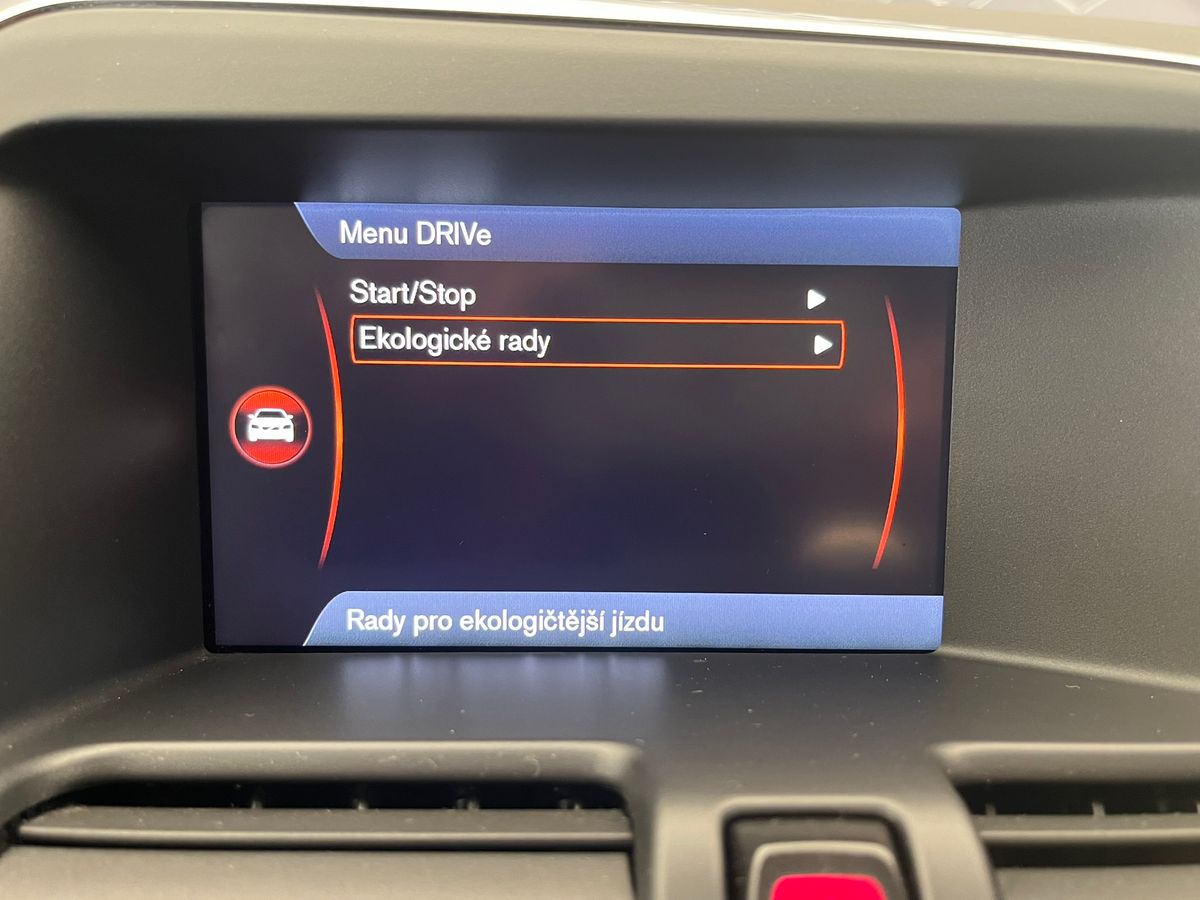 Menu DRIVe
Start/Stop
Ekologické rady
Rady pro ekologičtější jízdu